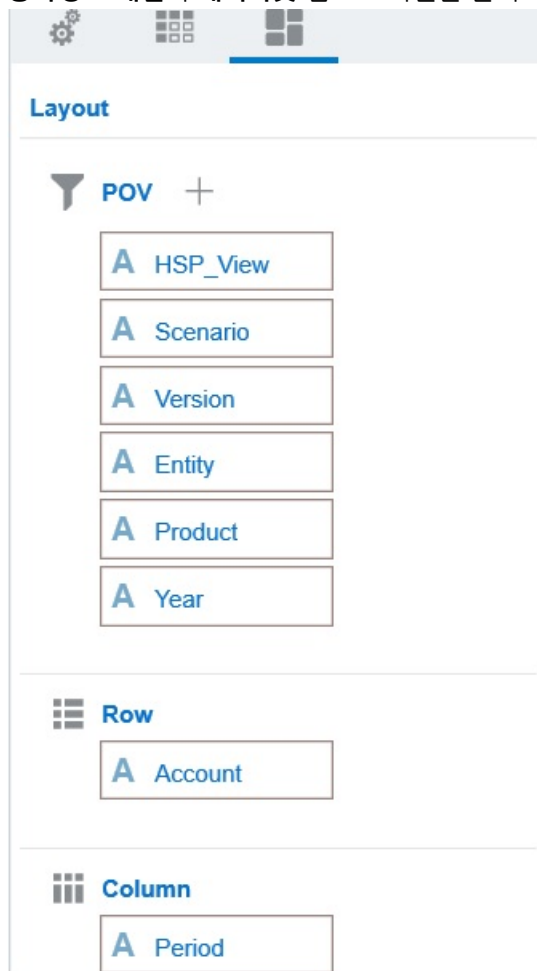 Layout
POV
A HSP_View
A Scenario
A Version
A Entity
A Product
A Year
Row
A Account
Column
A Period